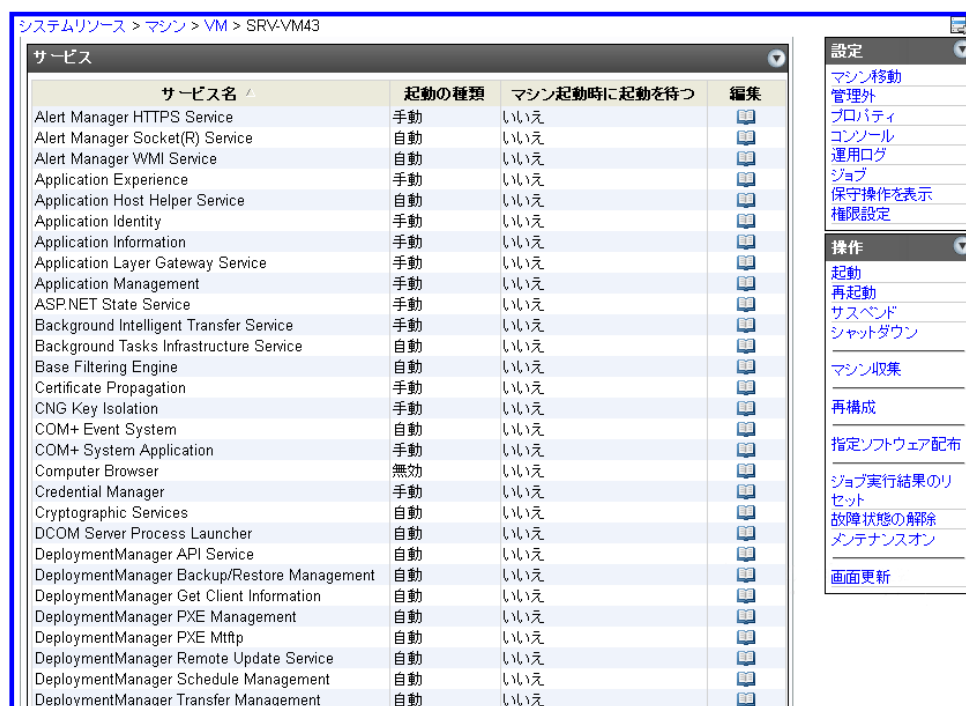 システムリソース > マシン > VM > SRV-VM43
サービス
サービス名 起動の種類 マシン起動時に起動を待つ 編集
Alert Manager HTTPS Service 手動 いいえ
Alert Manager Socket(R) Service 自動 いいえ
Alert Manager WMI Service 自動 いいえ
Application Experience 手動 いいえ
Application Host Helper Service 自動 いいえ
Application Identity 手動 いいえ
Application Information 手動 いいえ
Application Layer Gateway Service 手動 いいえ
Application Management 手動 いいえ
ASP.NET State Service 手動 いいえ
Background Intelligent Transfer Service 手動 いいえ
Background Tasks Infrastructure Service 自動 いいえ
Base Filtering Engine 自動 いいえ
Certificate Propagation 手動 いいえ
CNG Key Isolation 手動 いいえ
COM+ Event System 自動 いいえ
COM+ System Application 手動 いいえ
Computer Browser 無効 いいえ
Credential Manager 手動 いいえ
Cryptographic Services 自動 いいえ
DCOM Server Process Launcher 自動 いいえ
DeploymentManager API Service 自動 いいえ
DeploymentManager Backup/Restore Management 自動 いいえ
DeploymentManager Get Client Information 自動 いいえ
DeploymentManager PXE Management 自動 いいえ
DeploymentManager PXE Mtftp 自動 いいえ
DeploymentManager Remote Update Service 自動 いいえ
DeploymentManager Schedule Management 自動 いいえ
DeploymentManager Transfer Management 自動 いいえ
設定
マシン移動
管理外
プロパティ
コンソール
運用ログ
ジョブ
保守操作を表示
権限設定
操作
起動
再起動
サスペンド
シャットダウン
マシン収集
再構成
指定ソフトウェア配布
ジョブ実行結果のリ
セット
故障状態の解除
メンテナンスオン
画面更新